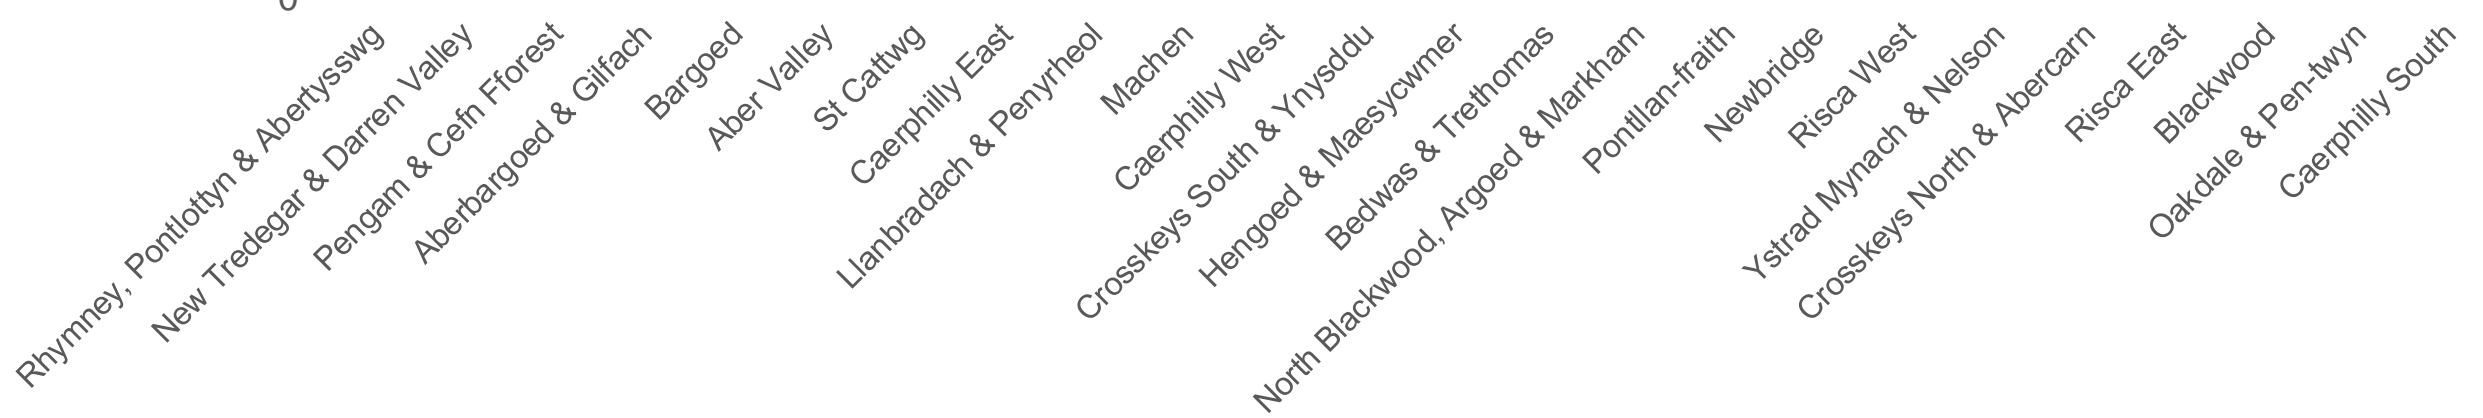 Rhymney, Pontlottyn & Abertysswg
New Tredegar & Darren Valley
Pengam & Cefn Fforest
Aberbargoed & Gilfach
Bargoed
Aber Valley
St Cattwg
Caerphilly East
Llanbradach & Penyrheol
Machen
Caerphilly West
Crosskeys South & Ynysddu
Hengoed & Maesycwmer
Bedwas & Trethomas
North Blackwood, Argoed & Markham
Pontllan-fraith
Newbridge
Risca West
Ystrad Mynach & Nelson
Crosskeys North & Abercarn
Risca East
Blackwood
Oakdale & Pen-twyn
Caerphilly South